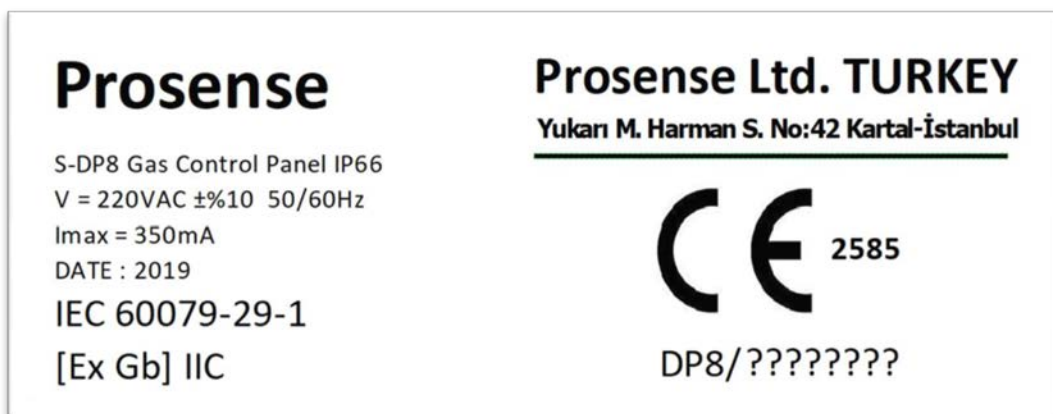 Prosense
S-DP8 Gas Control Panel IP66
V = 220VAC ±%10 50/60Hz
Imax = 350mA
DATE : 2019
IEC 60079-29-1
[Ex Gb] IIC
Prosense Ltd. TURKEY
Yukarı M. Harman S. No:42 Kartal-İstanbul
CE 2585
DP8/????????